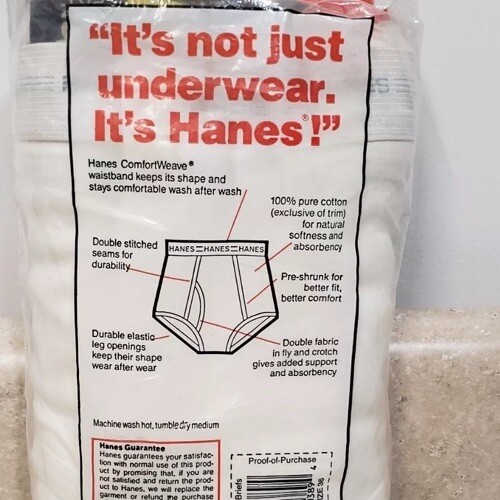 “It's not just
underwear.
It's Hanes®!”
Hanes ComfortWeave®
waistband keeps its shape and
stays comfortable wash after wash
100% pure cotton
(exclusive of trim)
for natural
softness and
absorbency
Double stitched
seams for
durability
HANES HANES HANES
Pre-shrunk for
better fit,
better comfort
Durable elastic
leg openings
keep their shape
wear after wear
Double fabric
in fly and crotch
gives added support
and absorbency
Machine wash hot, tumble dry medium
Hanes Guarantee
Hanes guarantees your satisfac-
tion with normal use of this prod-
uct by promising that, if you are
not satisfied and return the prod-
uct to Hanes, we will replace the
garment or refund the purchase
Proof-of-Purchase
Briefs
SIZE 36